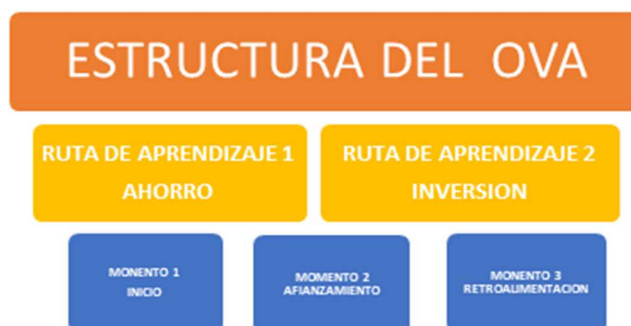 ESTRUCTURA DEL OVA
RUTA DE APRENDIZAJE 1
AHORRO
RUTA DE APRENDIZAJE 2
INVERSION
MONENTO 1
INICIO
MOMENTO 2
AFIANZAMIENTO
MONENTO 3
RETROALIMENTACION